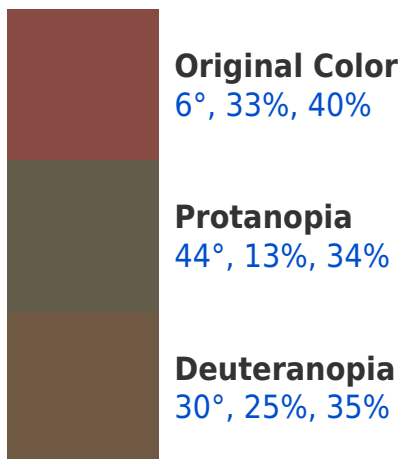 Original Color
6°, 33%, 40%
Protanopia
44°, 13%, 34%
Deuteranopia
30°, 25%, 35%